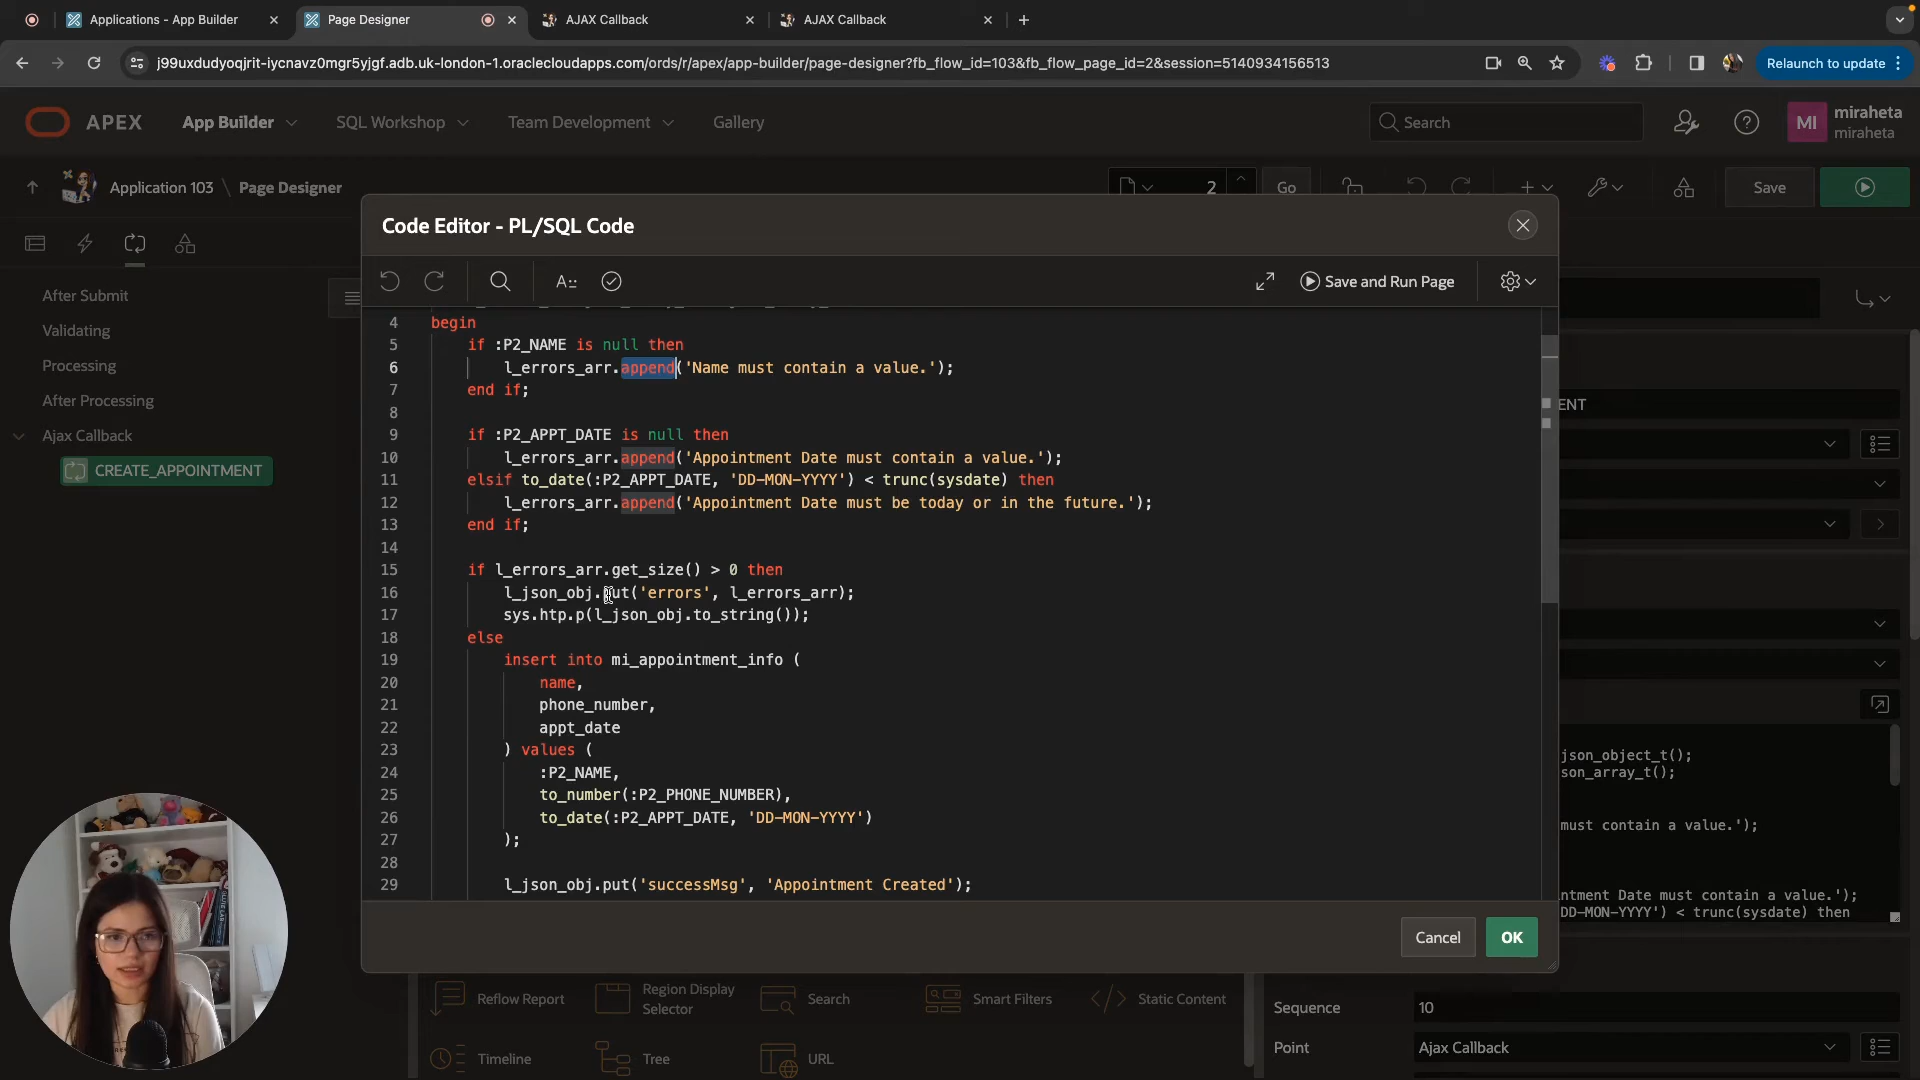 Applications - App Builder
Page Designer
AJAX Callback
AJAX Callback
j99uxdudyoqjrit-iycnavz0mgr5yjgf.adb.uk-london-1.oraclecloudapps.com/ords/r/apex/app-builder/page-designer?fb_flow_id=103&fb_flow_page_id=2&session=5140934156513
Relaunch to update
APEX
App Builder
SQL Workshop
Team Development
Gallery
Search
MI
miraheta
miraheta
Application 103 \ Page Designer
2
Go
Save
Code Editor - PL/SQL Code
Save and Run Page
After Submit
Validating
Processing
After Processing
Ajax Callback
CREATE_APPOINTMENT
4 begin
5 if :P2_NAME is null then
6 l_errors_arr.append('Name must contain a value.');
7 end if;
8
9 if :P2_APPT_DATE is null then
10 l_errors_arr.append('Appointment Date must contain a value.');
11 elsif to_date(:P2_APPT_DATE, 'DD-MON-YYYY') < trunc(sysdate) then
12 l_errors_arr.append('Appointment Date must be today or in the future.');
13 end if;
14
15 if l_errors_arr.get_size() > 0 then
16 l_json_obj.put('errors', l_errors_arr);
17 sys.htp.p(l_json_obj.to_string());
18 else
19 insert into mi_appointment_info (
20 name,
21 phone_number,
22 appt_date
23 ) values (
24 :P2_NAME,
25 to_number(:P2_PHONE_NUMBER),
26 to_date(:P2_APPT_DATE, 'DD-MON-YYYY')
27 );
28
29 l_json_obj.put('successMsg', 'Appointment Created');
ENT
json_object_t();
son_array_t();
must contain a value.');
ntment Date must contain a value.');
DD-MON-YYYY') < trunc(sysdate) then
Cancel
OK
Reflow Report
Region Display
Selector
Search
Smart Filters
Static Content
Timeline
Tree
URL
Sequence
10
Point
Ajax Callback